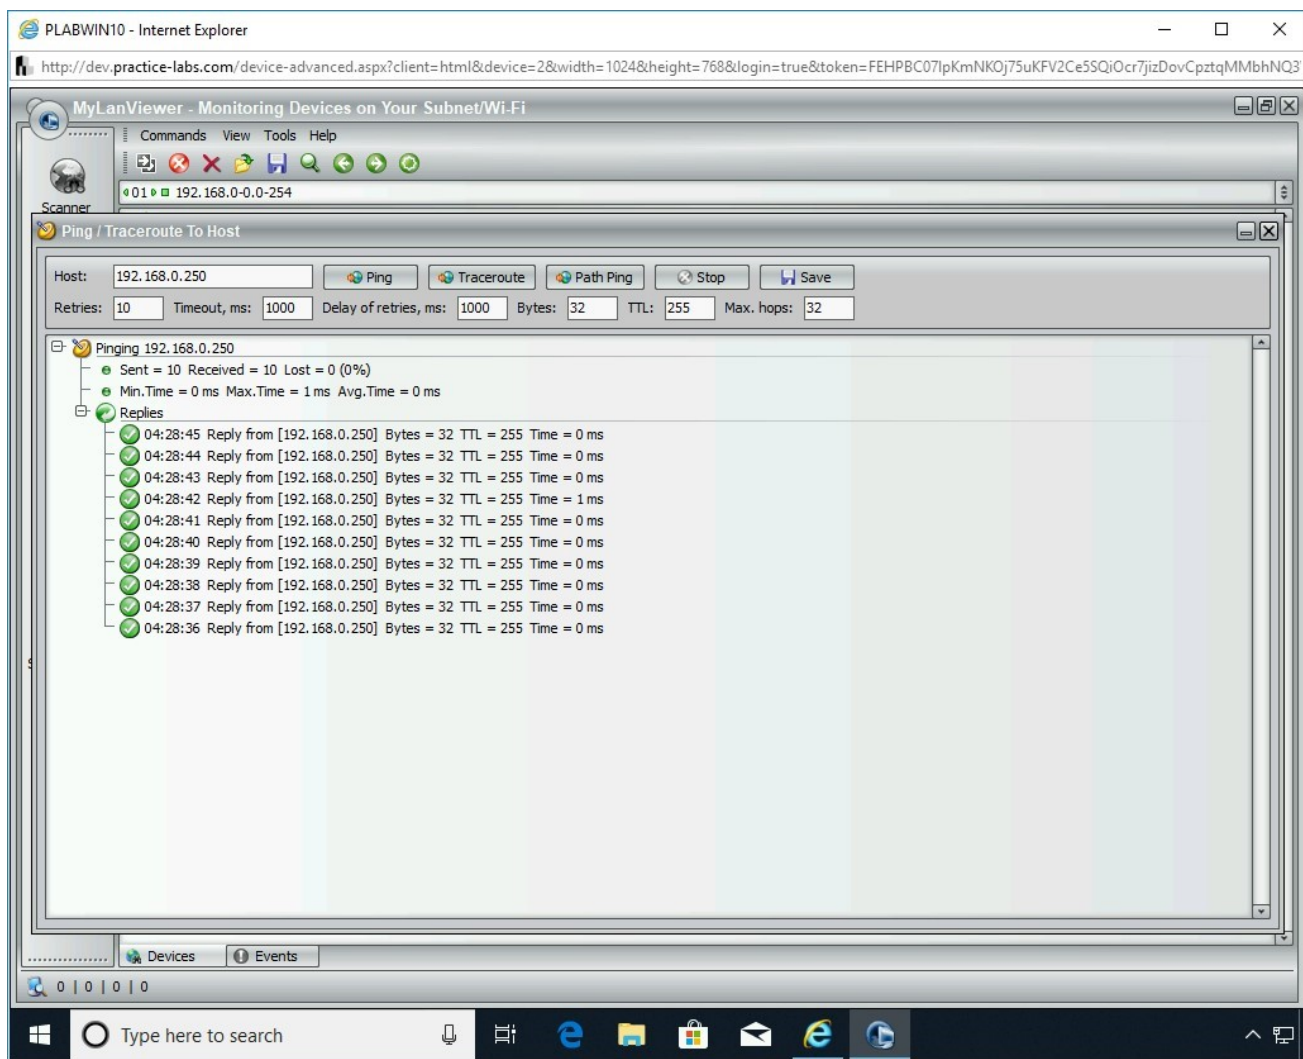 PLABWIN10 - Internet Explorer
http://dev.practice-labs.com/device-advanced.aspx?client=html&device=2&width=1024&height=768&login=true&token=FEHPBC07lpKmNKOj75uKFV2Ce5SQiOcr7jizDovCpztqMMbhNQ3
MyLanViewer - Monitoring Devices on Your Subnet/Wi-Fi
Commands View Tools Help
01 192.168.0-0.0-254
Scanner
Ping / Traceroute To Host
Host: 192.168.0.250 Ping Traceroute Path Ping Stop Save
Retries: 10 Timeout, ms: 1000 Delay of retries, ms: 1000 Bytes: 32 TTL: 255 Max. hops: 32
Pinging 192.168.0.250
Sent = 10 Received = 10 Lost = 0 (0%)
Min.Time = 0 ms Max.Time = 1 ms Avg.Time = 0 ms
Replies
04:28:45 Reply from [192.168.0.250] Bytes = 32 TTL = 255 Time = 0 ms
04:28:44 Reply from [192.168.0.250] Bytes = 32 TTL = 255 Time = 0 ms
04:28:43 Reply from [192.168.0.250] Bytes = 32 TTL = 255 Time = 0 ms
04:28:42 Reply from [192.168.0.250] Bytes = 32 TTL = 255 Time = 1 ms
04:28:41 Reply from [192.168.0.250] Bytes = 32 TTL = 255 Time = 0 ms
04:28:40 Reply from [192.168.0.250] Bytes = 32 TTL = 255 Time = 0 ms
04:28:39 Reply from [192.168.0.250] Bytes = 32 TTL = 255 Time = 0 ms
04:28:38 Reply from [192.168.0.250] Bytes = 32 TTL = 255 Time = 0 ms
04:28:37 Reply from [192.168.0.250] Bytes = 32 TTL = 255 Time = 0 ms
04:28:36 Reply from [192.168.0.250] Bytes = 32 TTL = 255 Time = 0 ms
Devices Events
0 | 0 | 0 | 0
Type here to search